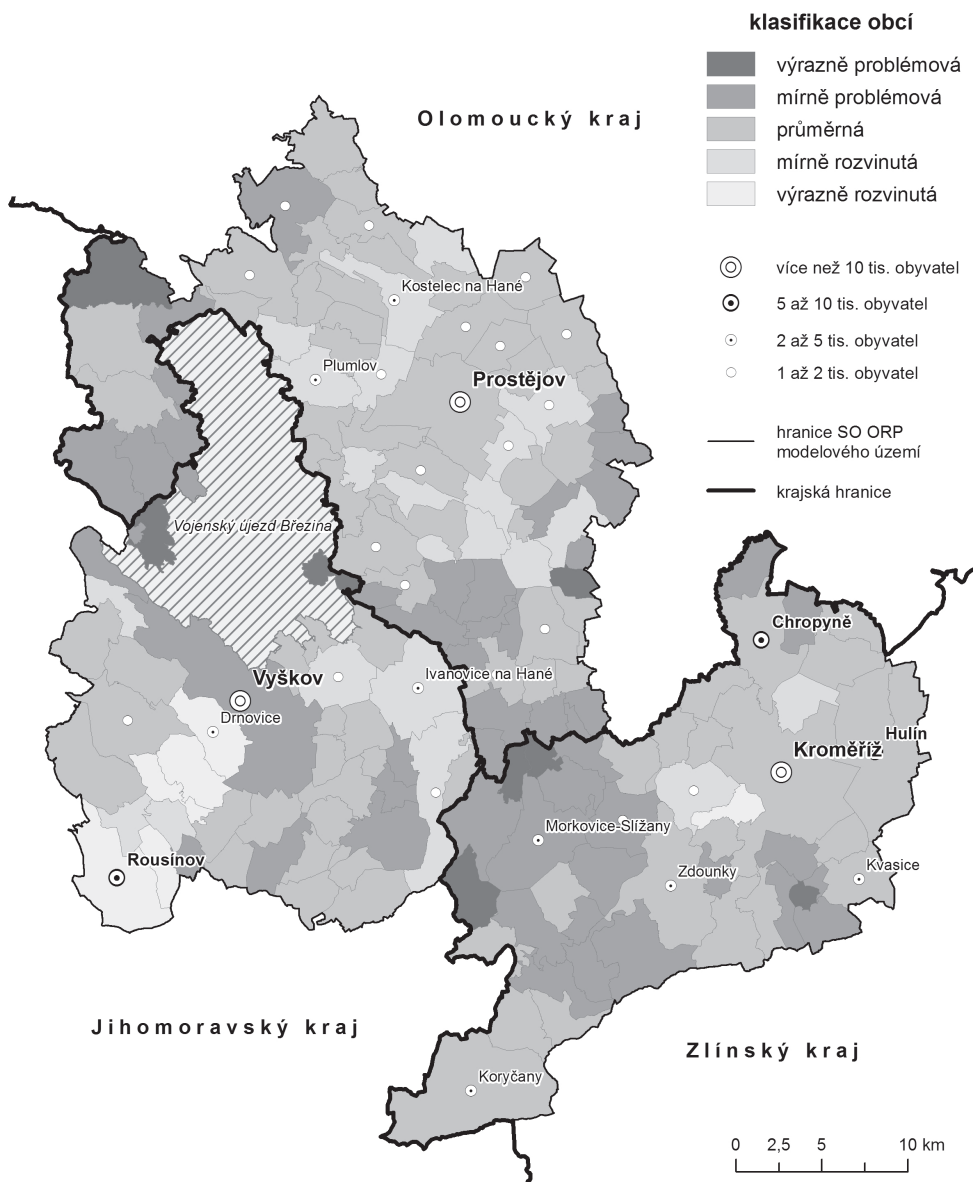 klasifikace obcí
výrazně problémová
mírně problémová
průměrná
mírně rozvinutá
výrazně rozvinutá
více než 10 tis. obyvatel
5 až 10 tis. obyvatel
2 až 5 tis. obyvatel
1 až 2 tis. obyvatel
hranice SO ORP
modelového území
krajská hranice
Olomoucký kraj
Kostelec na Hané
Plumlov
Prostějov
Vojenský újezd Březina
Chropyně
Vyškov
Ivanovice na Hané
Drnovice
Hulín
Kroměříž
Morkovice-Slížany
Rousínov
Zdounky
Kvasice
Jihomoravský kraj
Zlínský kraj
Koryčany
0 2,5 5 10 km